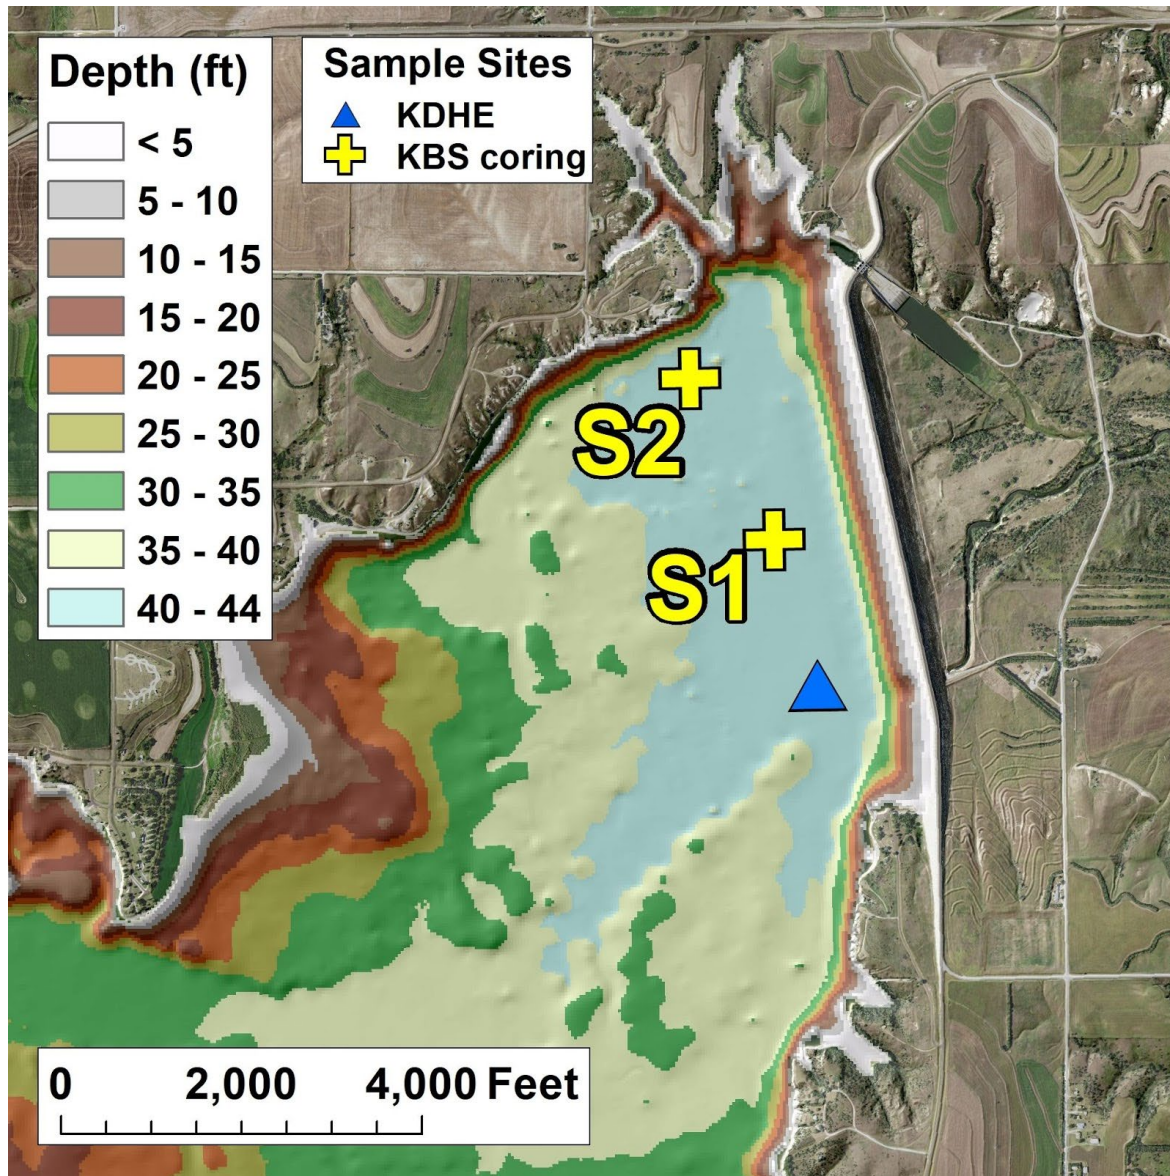 Depth (ft)
< 5
5 - 10
10 - 15
15 - 20
20 - 25
25 - 30
30 - 35
35 - 40
40 - 44
Sample Sites
KDHE
KBS coring
S2
S1
0 2,000 4,000 Feet